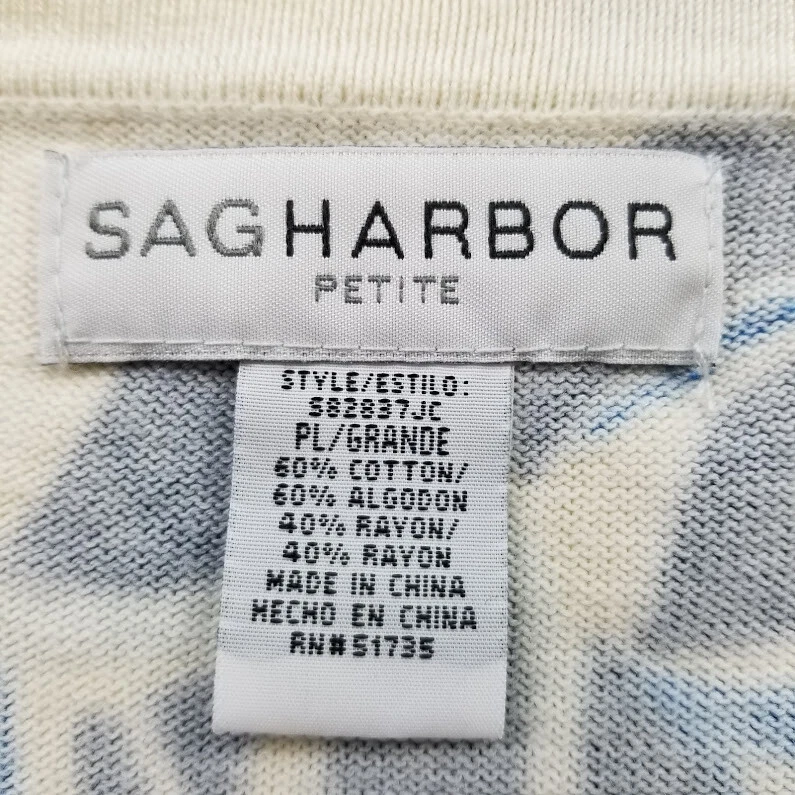 SAGHARBOR
PETITE
STYLE/ESTILO:
S82837JC
PL/GRANDE
60% COTTON/
60% ALGODON
40% RAYON/
40% RAYON
MADE IN CHINA
HECHO EN CHINA
RN#51735